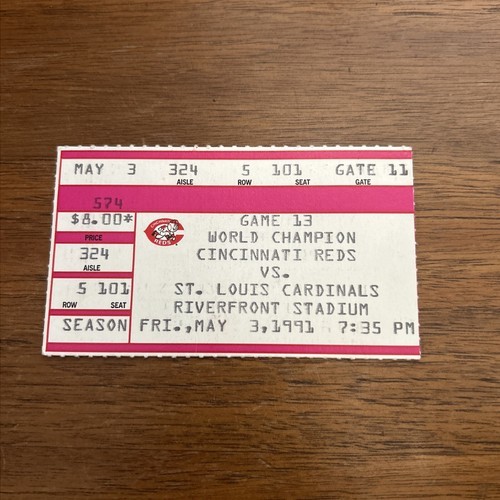 MAY 3 324 5 101 GATE 11
AISLE ROW SEAT GATE
574
$8.00*
PRICE
324
AISLE
5 101
ROW SEAT
SEASON
REDS
GAME 13
WORLD CHAMPION
CINCINNATI REDS
VS.
ST. LOUIS CARDINALS
RIVERFRONT STADIUM
FRI.,MAY 3,1991 7:35 PM